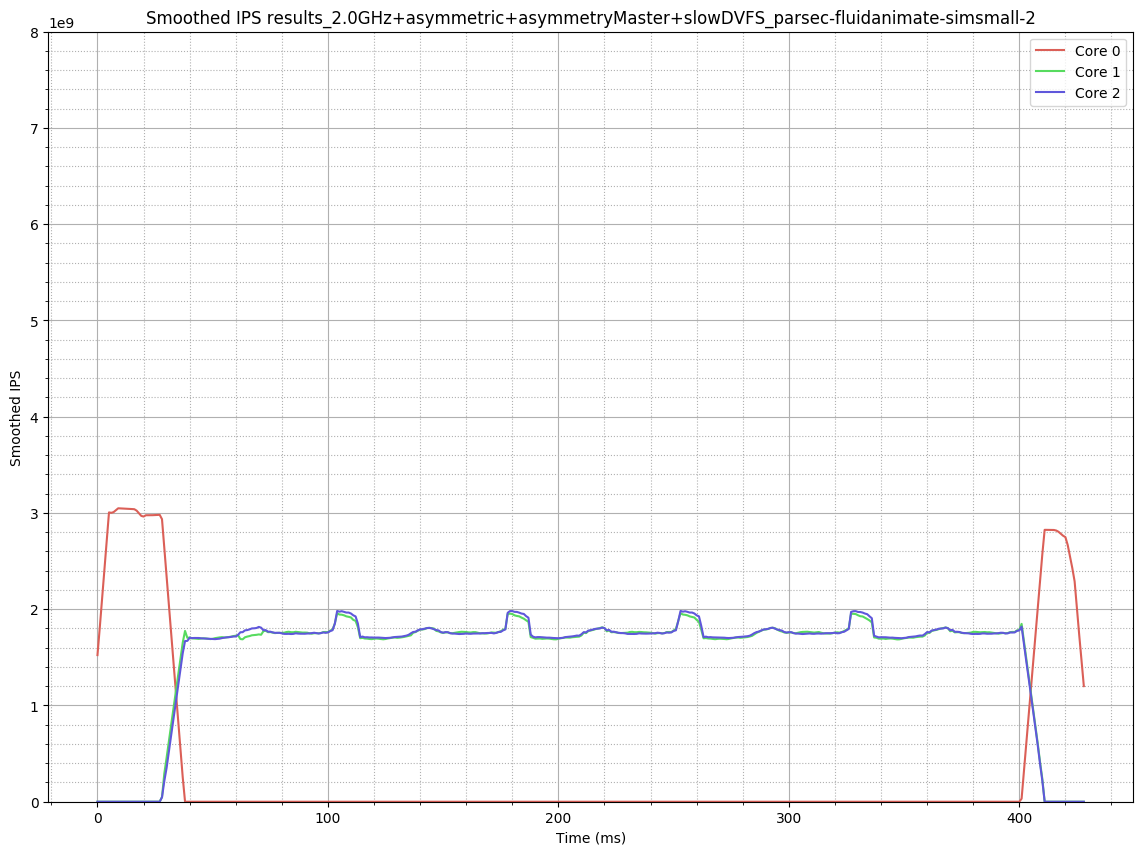 Smoothed IPS results_2.0GHz+asymmetric+asymmetryMaster+slowDVFS_parsec-fluidanimate-simsmall-2
1e9
8
7
6
5
4
3
2
1
0
Smoothed IPS
Core 0
Core 1
Core 2
0
100
200
300
400
Time (ms)